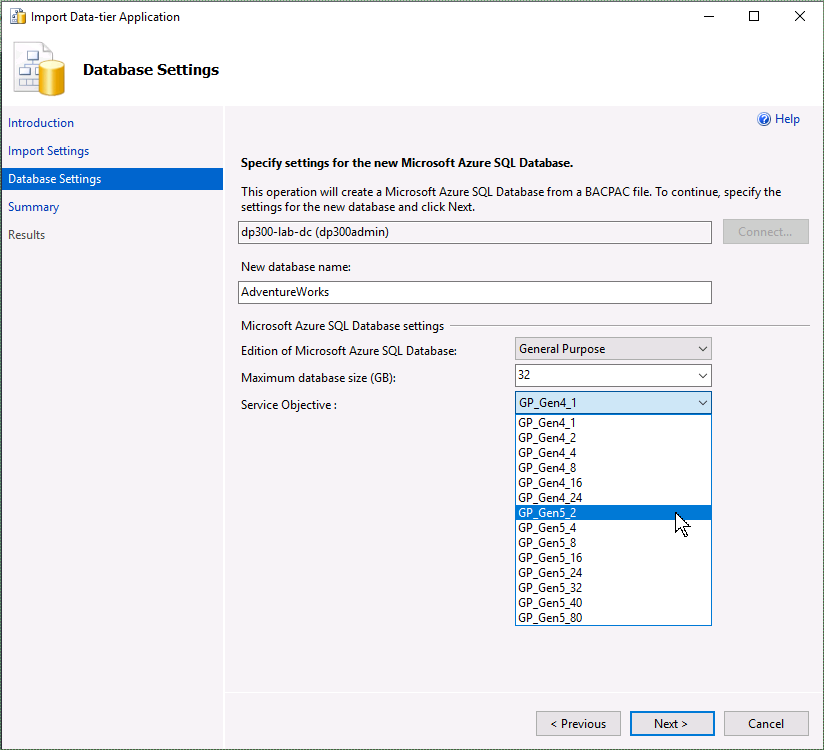 Import Data-tier Application
Database Settings
Introduction
Import Settings
Database Settings
Summary
Results
Help
Specify settings for the new Microsoft Azure SQL Database.
This operation will create a Microsoft Azure SQL Database from a BACPAC file. To continue, specify the
settings for the new database and click Next.
dp300-lab-dc (dp300admin)
Connect...
New database name:
AdventureWorks
Microsoft Azure SQL Database settings
Edition of Microsoft Azure SQL Database:
General Purpose
Maximum database size (GB):
32
Service Objective :
GP_Gen4_1
GP_Gen4_1
GP_Gen4_2
GP_Gen4_4
GP_Gen4_8
GP_Gen4_16
GP_Gen4_24
GP_Gen5_2
GP_Gen5_4
GP_Gen5_8
GP_Gen5_16
GP_Gen5_24
GP_Gen5_32
GP_Gen5_40
GP_Gen5_80
< Previous
Next >
Cancel